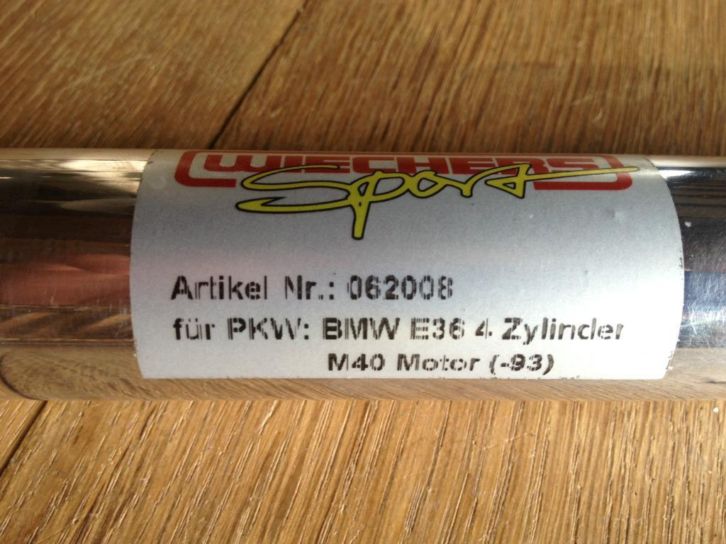 WIECHERS
Sport
Artikel Nr.: 062008
für PKW: BMW E36 4 Zylinder
M40 Motor (-93)